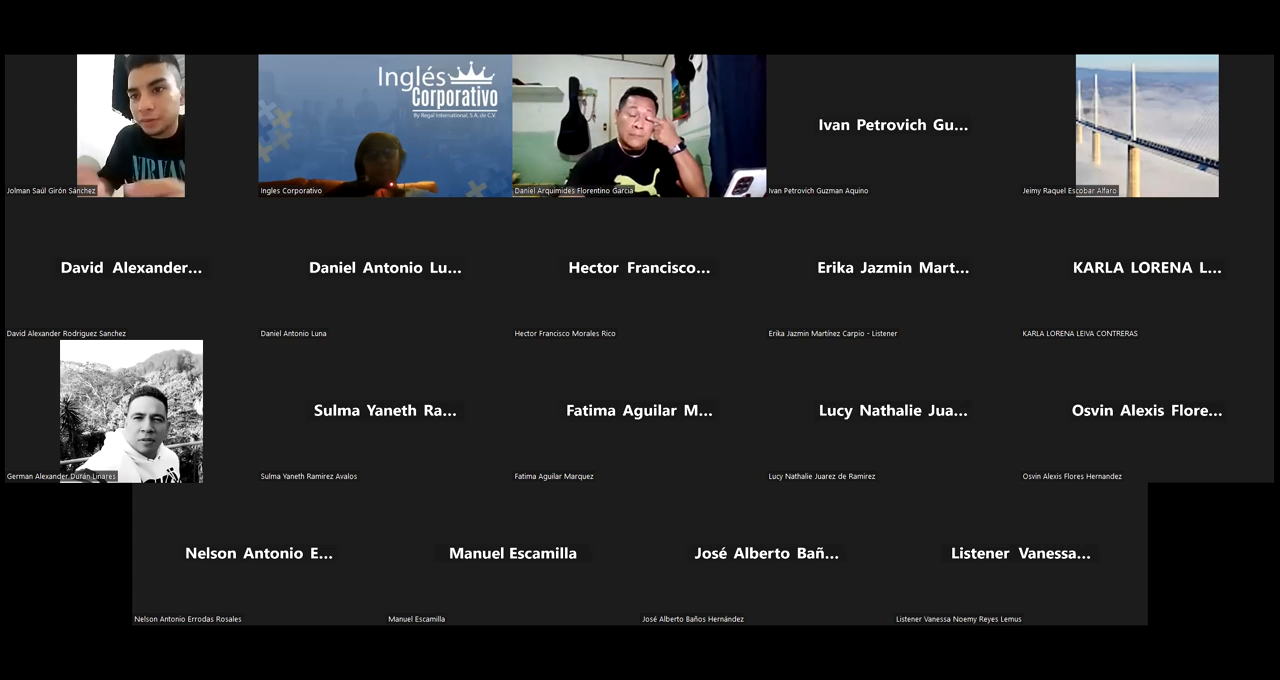 Inglés
Corporativo
By Regal International, S.A. de C.V.
NIRVAN
Jolman Saúl Girón Sánchez
Ingles Corporativo
Daniel Arquimides Florentino Garcia
Ivan Petrovich Gu...
Ivan Petrovich Guzman Aquino
Jeimy Raquel Escobar Alfaro
David Alexander...
Daniel Antonio Lu...
Hector Francisco...
Erika Jazmin Mart...
KARLA LORENA L...
David Alexander Rodriguez Sanchez
Daniel Antonio Luna
Hector Francisco Morales Rico
Erika Jazmin Martínez Carpio - Listener
KARLA LORENA LEIVA CONTRERAS
Sulma Yaneth Ra...
Fatima Aguilar M...
Lucy Nathalie Jua...
Osvin Alexis Flore...
German Alexander Durán Linares
Sulma Yaneth Ramirez Avalos
Fatima Aguilar Marquez
Lucy Nathalie Juarez de Ramirez
Osvin Alexis Flores Hernandez
Nelson Antonio E...
Manuel Escamilla
José Alberto Bañ...
Listener Vanessa...
Nelson Antonio Errodas Rosales
Manuel Escamilla
José Alberto Baños Hernández
Listener Vanessa Noemy Reyes Lemus